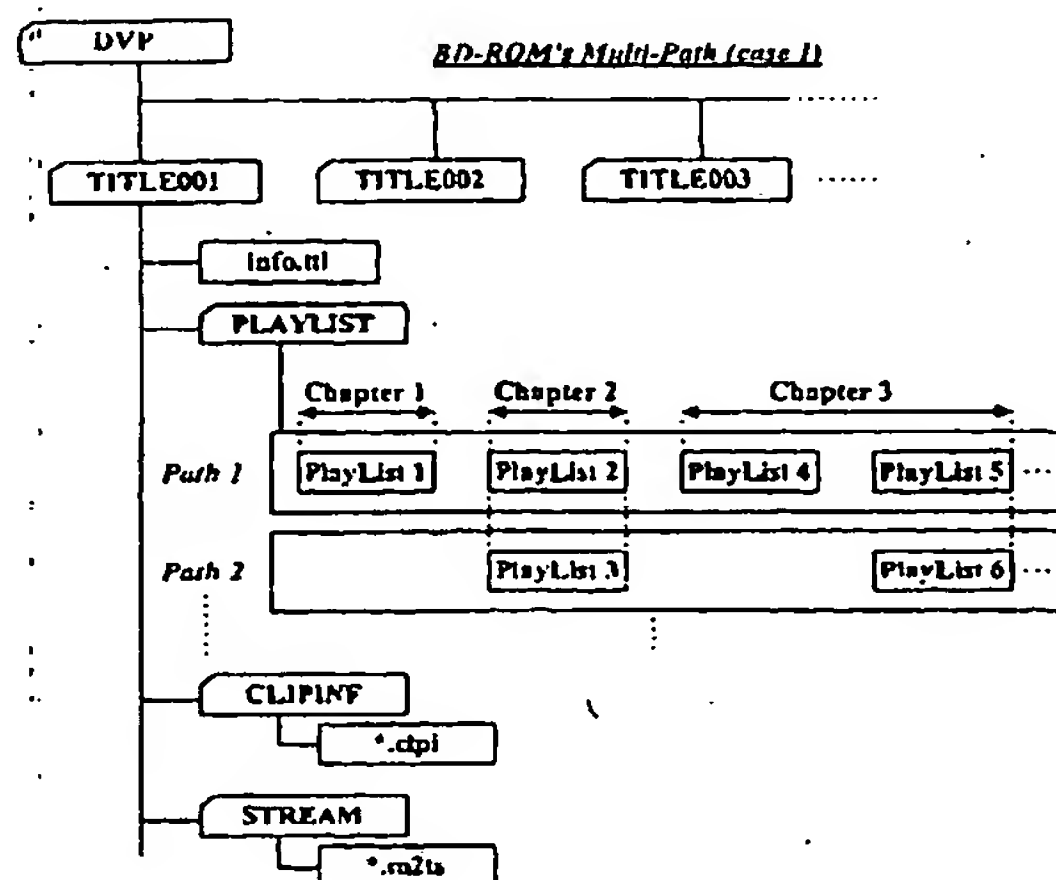 DVP
BD-ROM's Multi-Path (case 1)
TITLE001 TITLE002 TITLE003 ......
info.ttl
PLAYLIST
Chapter 1 Chapter 2 Chapter 3
Path 1 PlayList 1 PlayList 2 PlayList 4 PlayList 5 ...
Path 2 PlayList 3 PlayList 6 ...
CLIPINF
*.clpi
STREAM
*.m2ts